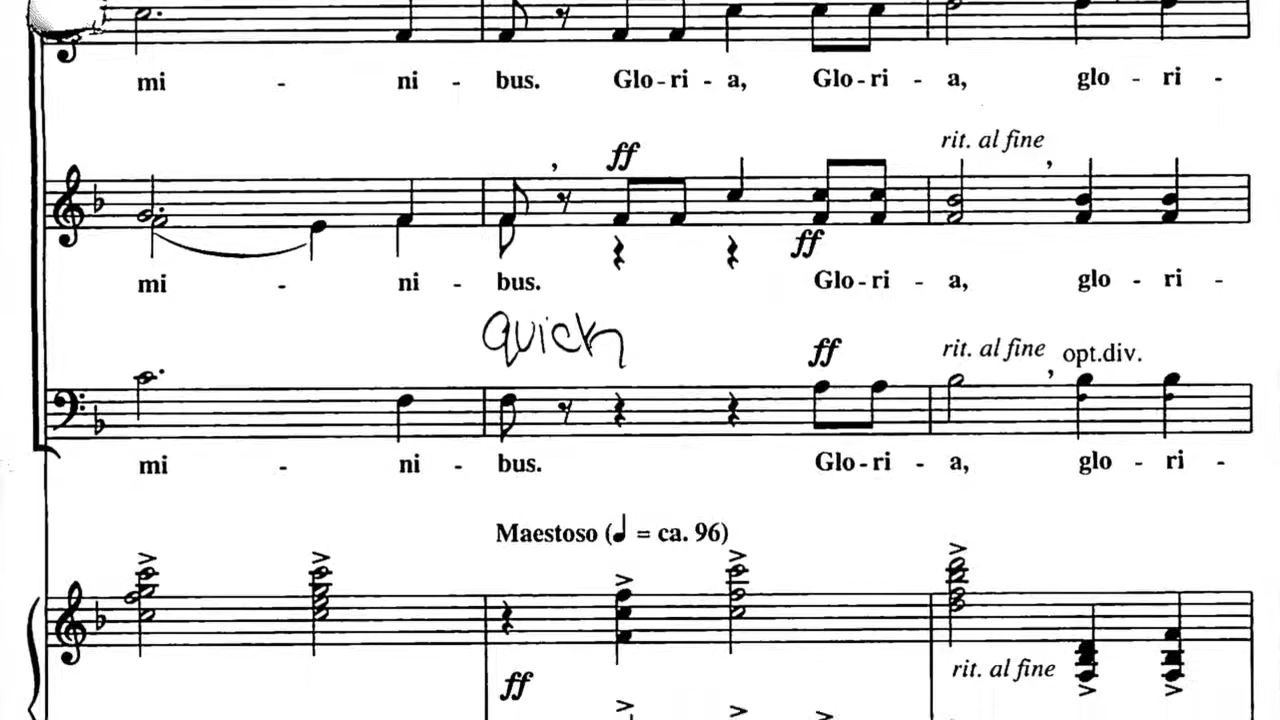 mi - ni - bus. Glo - ri - a, Glo - ri - a, glo - ri -
rit. al fine
, ff ,
ff
mi - ni - bus. Glo - ri - a, glo - ri -
quick
ff rit. al fine , opt.div.
mi - ni - bus. Glo - ri - a, glo - ri -
Maestoso (♩ = ca. 96)
ff rit. al fine